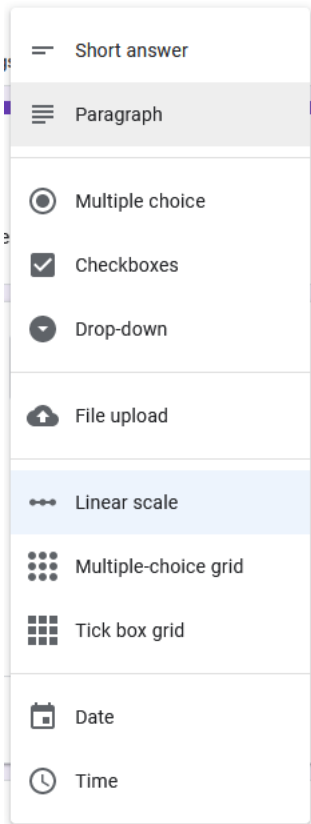 Short answer
Paragraph
Multiple choice
Checkboxes
Drop-down
File upload
Linear scale
Multiple-choice grid
Tick box grid
Date
Time